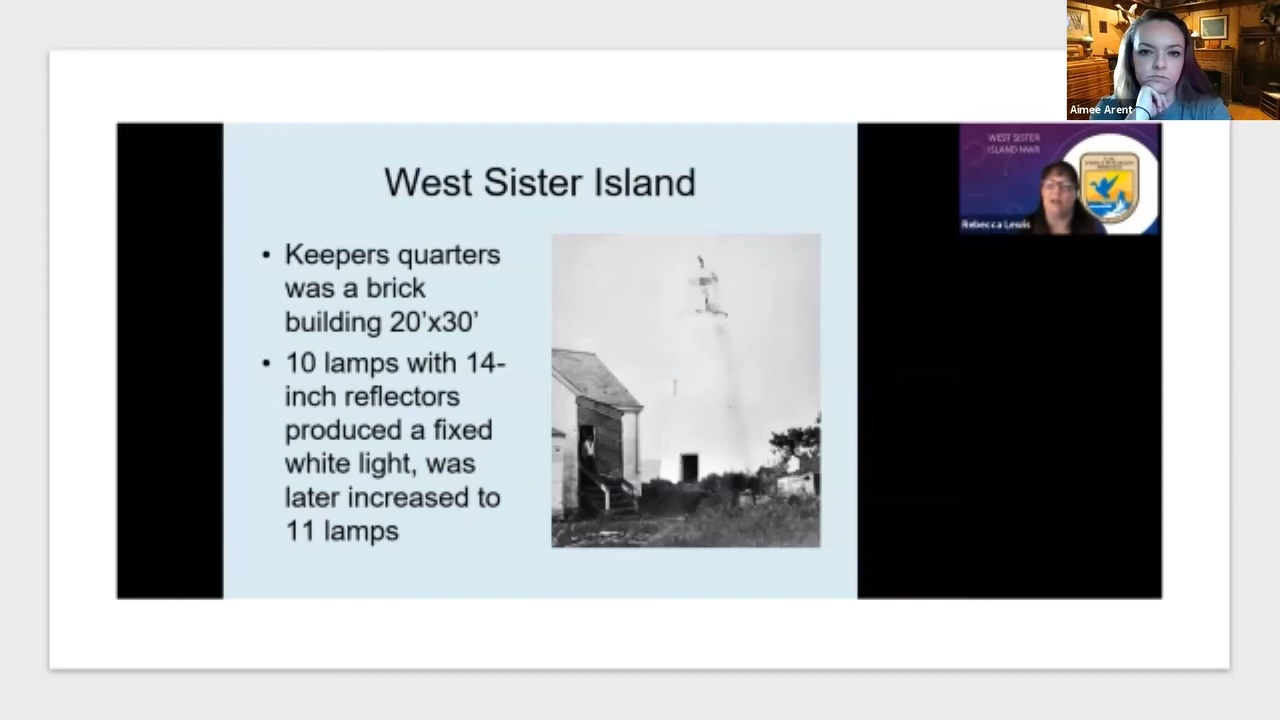 Aimee Arent
WEST SISTER
ISLAND NWR
Rebecca Lewis
West Sister Island
• Keepers quarters
was a brick
building 20’x30’
• 10 lamps with 14-
inch reflectors
produced a fixed
white light, was
later increased to
11 lamps